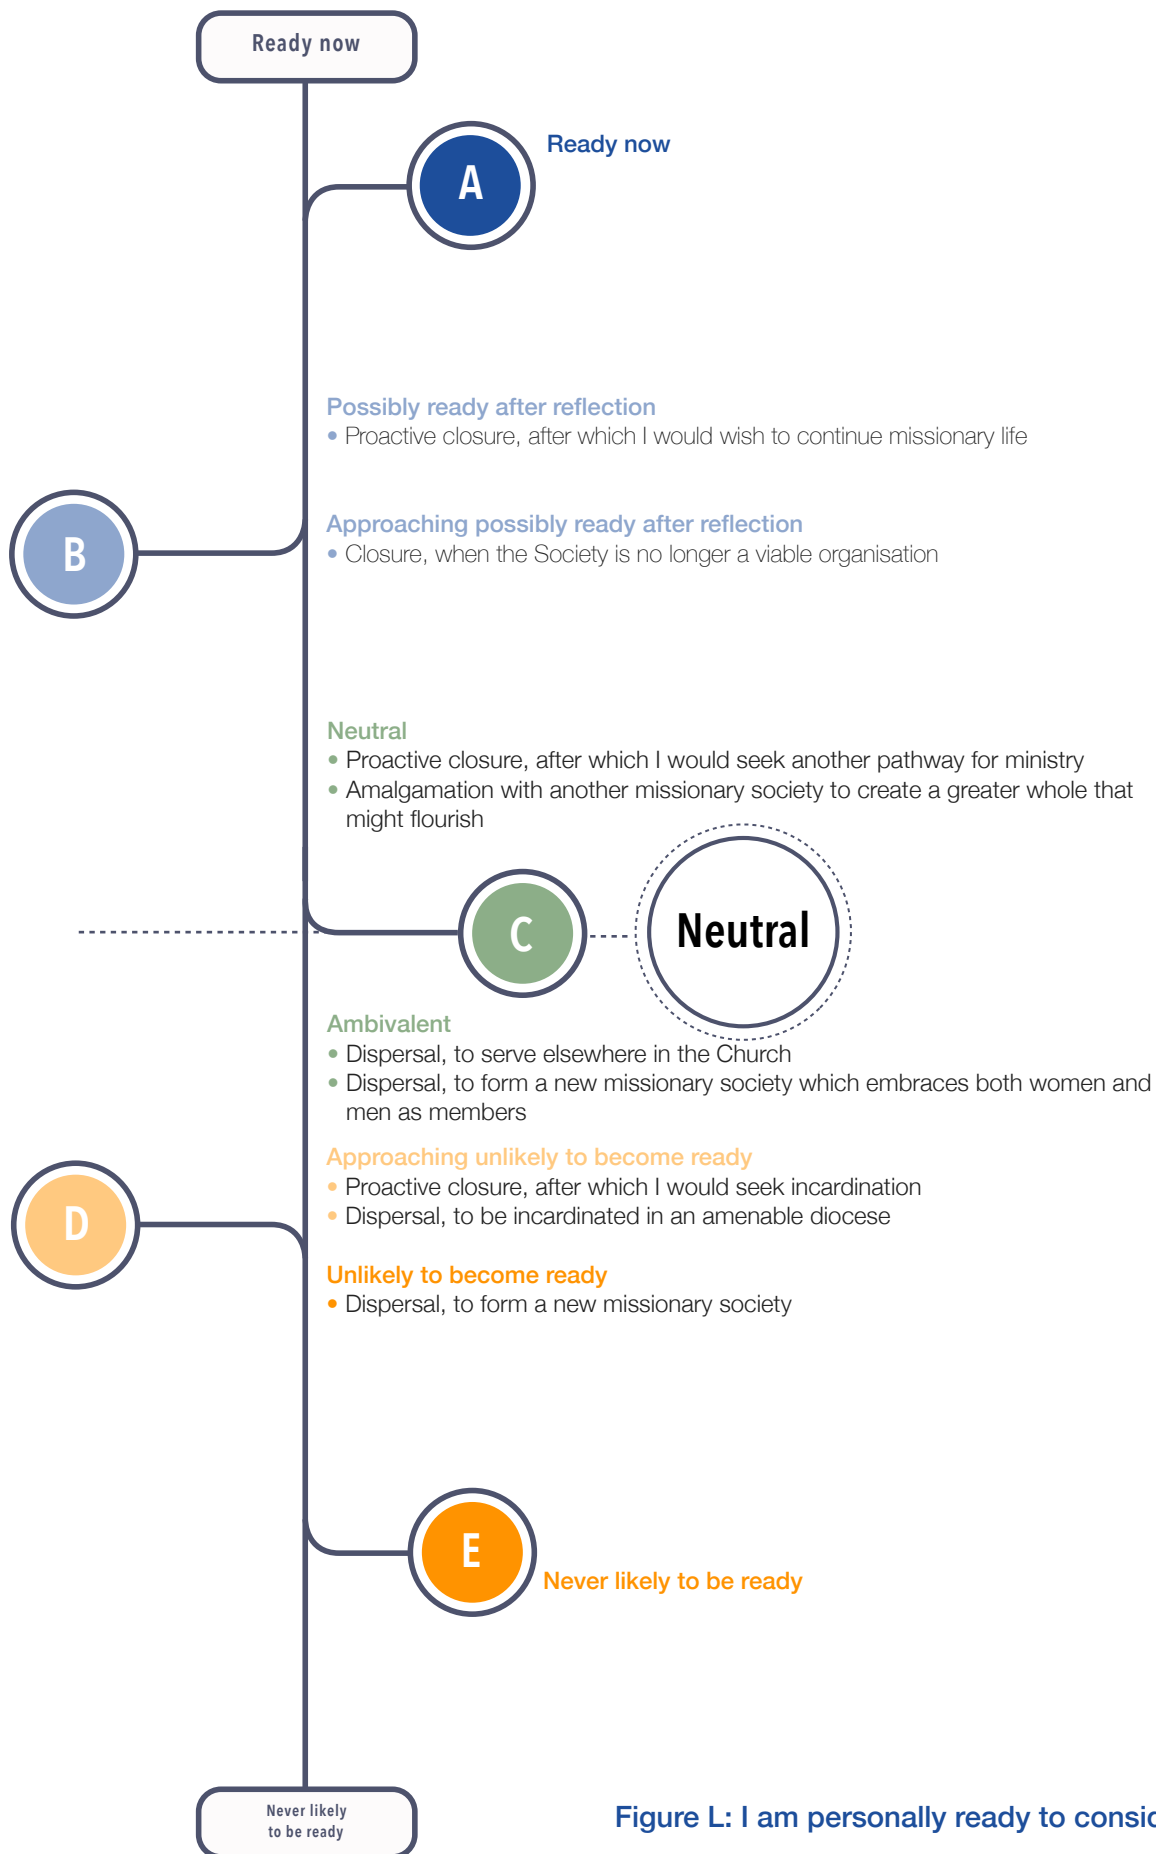 Ready now
A
Ready now
Possibly ready after reflection
• Proactive closure, after which I would wish to continue missionary life
Approaching possibly ready after reflection
• Closure, when the Society is no longer a viable organisation
B
Neutral
• Proactive closure, after which I would seek another pathway for ministry
• Amalgamation with another missionary society to create a greater whole that
might flourish
C
Neutral
Ambivalent
• Dispersal, to serve elsewhere in the Church
• Dispersal, to form a new missionary society which embraces both women and
men as members
Approaching unlikely to become ready
• Proactive closure, after which I would seek incardination
• Dispersal, to be incardinated in an amenable diocese
D
Unlikely to become ready
• Dispersal, to form a new missionary society
E
Never likely to be ready
Never likely
to be ready
Figure L: I am personally ready to